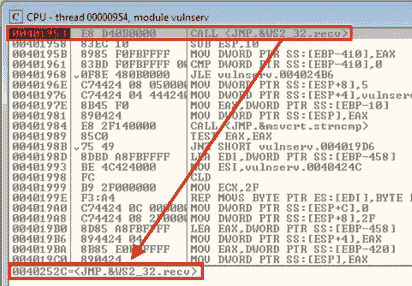 C CPU - thread 00000954, module vulnserv
00401953 E8 D40B0000 CALL <JMP.&WS2_32.recv>
00401958 83EC 10 SUB ESP,10
0040195B 8985 F0FBFFFF MOV DWORD PTR SS:[EBP-410],EAX
00401961 83BD F0FBFFFF 0 CMP DWORD PTR SS:[EBP-410],0
00401968 0F8E 480B0000 JLE vulnserv.004024B6
0040196E C74424 08 050000 MOV DWORD PTR SS:[ESP+8],5
00401976 C74424 04 444240 MOV DWORD PTR SS:[ESP+4],vulnserv
0040197E 8B45 F0 MOV EAX,DWORD PTR SS:[EBP-10]
00401981 890424 MOV DWORD PTR SS:[ESP],EAX
00401984 E8 2F140000 CALL <JMP.&msvcrt.strncmp>
00401989 85C0 TEST EAX,EAX
0040198B 75 49 JNZ SHORT vulnserv.004019D6
0040198D 8DBD A8FBFFFF LEA EDI,DWORD PTR SS:[EBP-458]
00401993 BE 4C424000 MOV ESI,vulnserv.0040424C
00401998 FC CLD
00401999 B9 2F000000 MOV ECX,2F
0040199E F3:A4 REP MOVS BYTE PTR ES:[EDI],BYTE P
004019A0 C74424 0C 000000 MOV DWORD PTR SS:[ESP+C],0
004019A8 C74424 08 2F0000 MOV DWORD PTR SS:[ESP+8],2F
004019B0 8D85 A8FBFFFF LEA EAX,DWORD PTR SS:[EBP-458]
004019B6 894424 04 MOV DWORD PTR SS:[ESP+4],EAX
004019BA 8B85 E0FBFFFF MOV EAX,DWORD PTR SS:[EBP-420]
004019C0 890424 MOV DWORD PTR SS:[ESP],EAX
0040252C=<JMP.&WS2_32.recv>